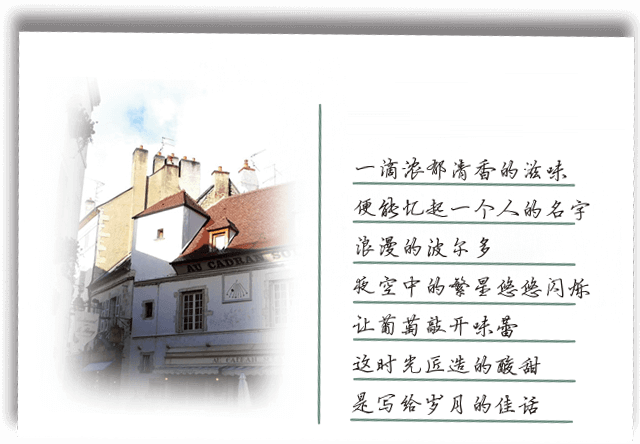 AU CADRAN SO
一滴浓郁清香的滋味
便能忆起一个人的名字
浪漫的波尔多
夜空中的繁星悠悠闪烁
让葡萄敲开味蕾
这时光匠造的酸甜
是写给岁月的佳话